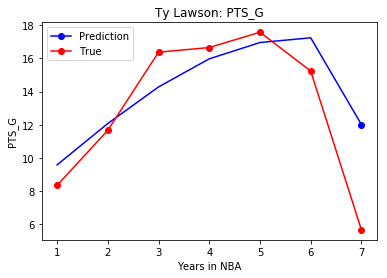 Ty Lawson: PTS_G
Prediction
True
18
16
14
12
10
8
6
PTS_G
1 2 3 4 5 6 7
Years in NBA